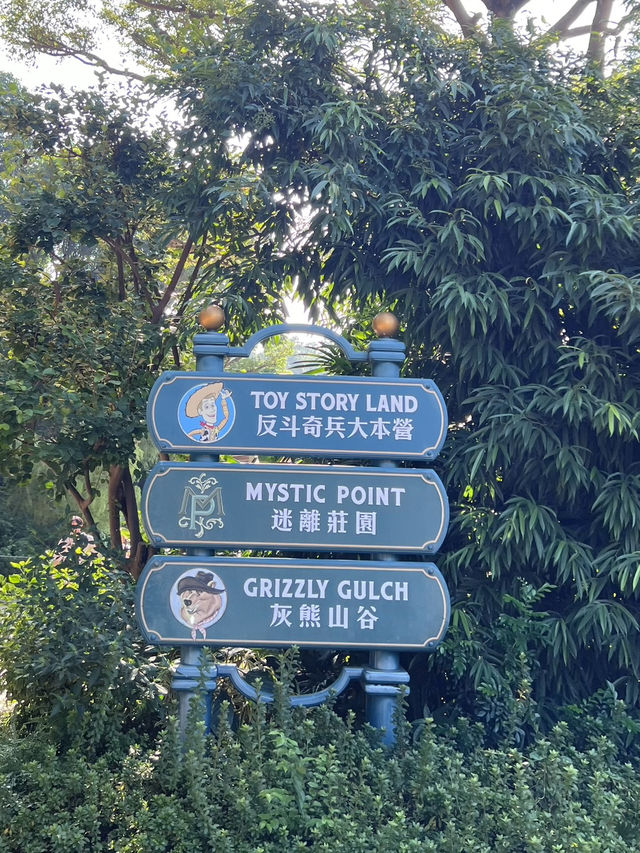 TOY STORY LAND
反斗奇兵大本營
MYSTIC POINT
迷離莊園
GRIZZLY GULCH
灰熊山谷